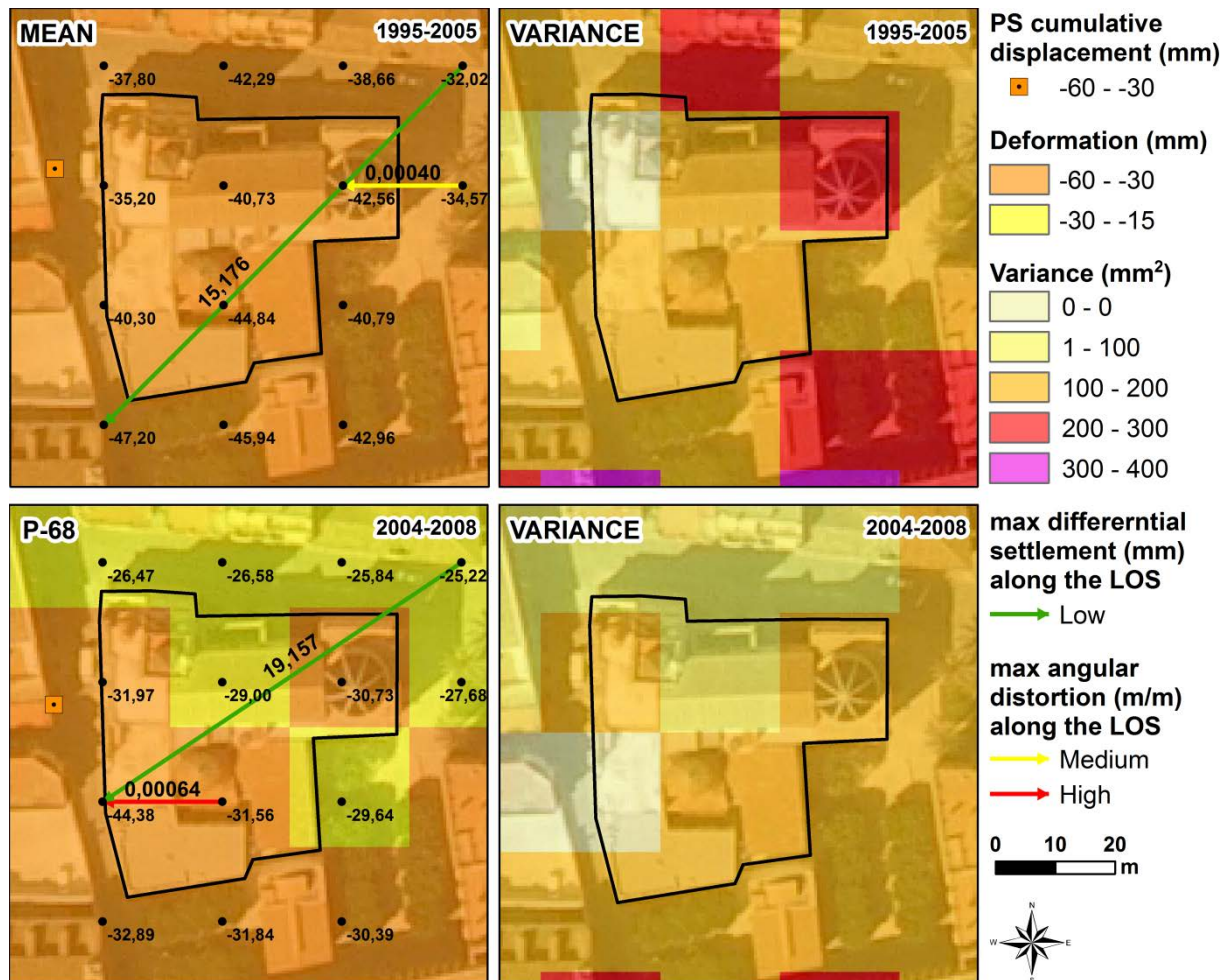 MEAN
1995-2005
-37,80
-42,29
-38,66
-32,02
0,00040
-35,20
-40,73
-42,56
-34,57
15,176
-40,30
-44,84
-40,79
-47,20
-45,94
-42,96
VARIANCE
1995-2005
P-68
2004-2008
-26,47
-26,58
-25,84
-25,22
19,157
-31,97
-29,00
-30,73
-27,68
0,00064
-44,38
-31,56
-29,64
-32,89
-31,84
-30,39
VARIANCE
2004-2008
PS cumulative
displacement (mm)
-60 - -30
Deformation (mm)
-60 - -30
-30 - -15
Variance (mm²)
0 - 0
1 - 100
100 - 200
200 - 300
300 - 400
max differerntial
settlement (mm)
along the LOS
Low
max angular
distortion (m/m)
along the LOS
Medium
High
0 10 20
m
N
W E
S